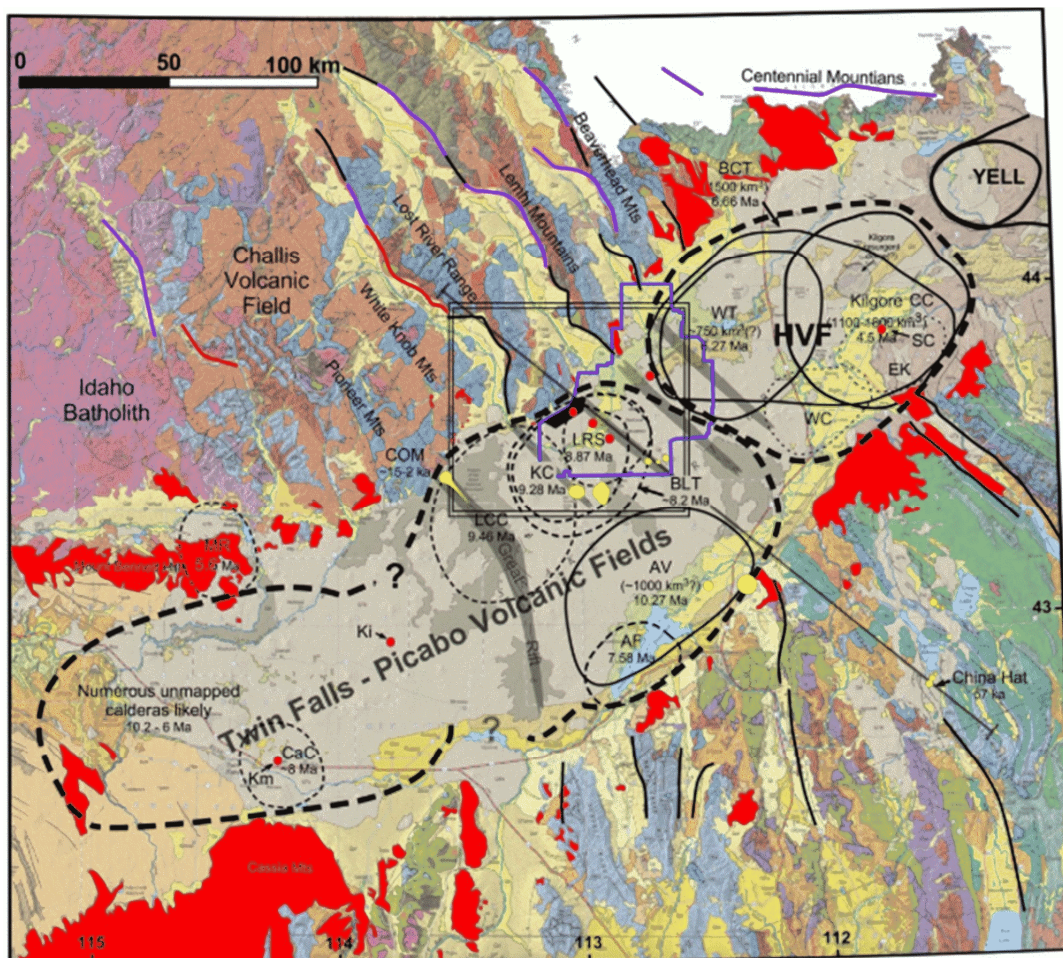 0 50 100 km
Centennial Mountians
Beaverhead Mts
Lemhi Mountains
Lost River Range
White Knob Mts
Pioneer Mts
BCT
(1500 km³)
6.66 Ma
YELL
Challis
Volcanic
Field
44
Kilgore
Kilgore CC
4.5 Ma
SC
WT
~750 km³(?)
HVF
EK
WC
Idaho
Batholith
COM
~15-2 ka
LRS
8.87 Ma
KC
9.28 Ma
BLT
~8.2 Ma
LCC
9.46 Ma
Great
Rift
AV
(~1000 km³?)
10.27 Ma
43
?
Ki
AF
7.58 Ma
China Hat
57 ka
Twin Falls - Picabo Volcanic Fields
Numerous unmapped
calderas likely
10.2 - 6 Ma
?
CaC
~8 Ma
Km
Cassia Mts
115 114 113 112